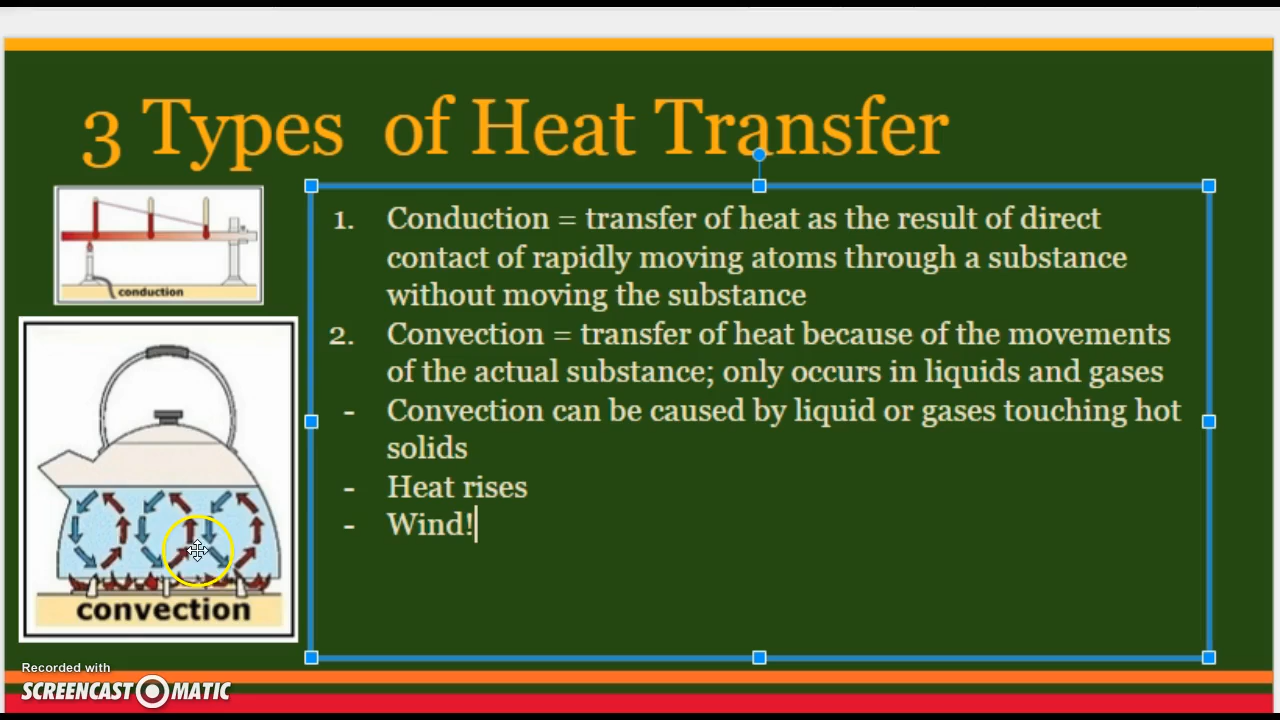 3 Types of Heat Transfer
conduction
1. Conduction = transfer of heat as the result of direct
contact of rapidly moving atoms through a substance
without moving the substance
2. Convection = transfer of heat because of the movements
of the actual substance; only occurs in liquids and gases
- Convection can be caused by liquid or gases touching hot
solids
- Heat rises
- Wind!
convection
Recorded with
SCREENCAST O MATIC